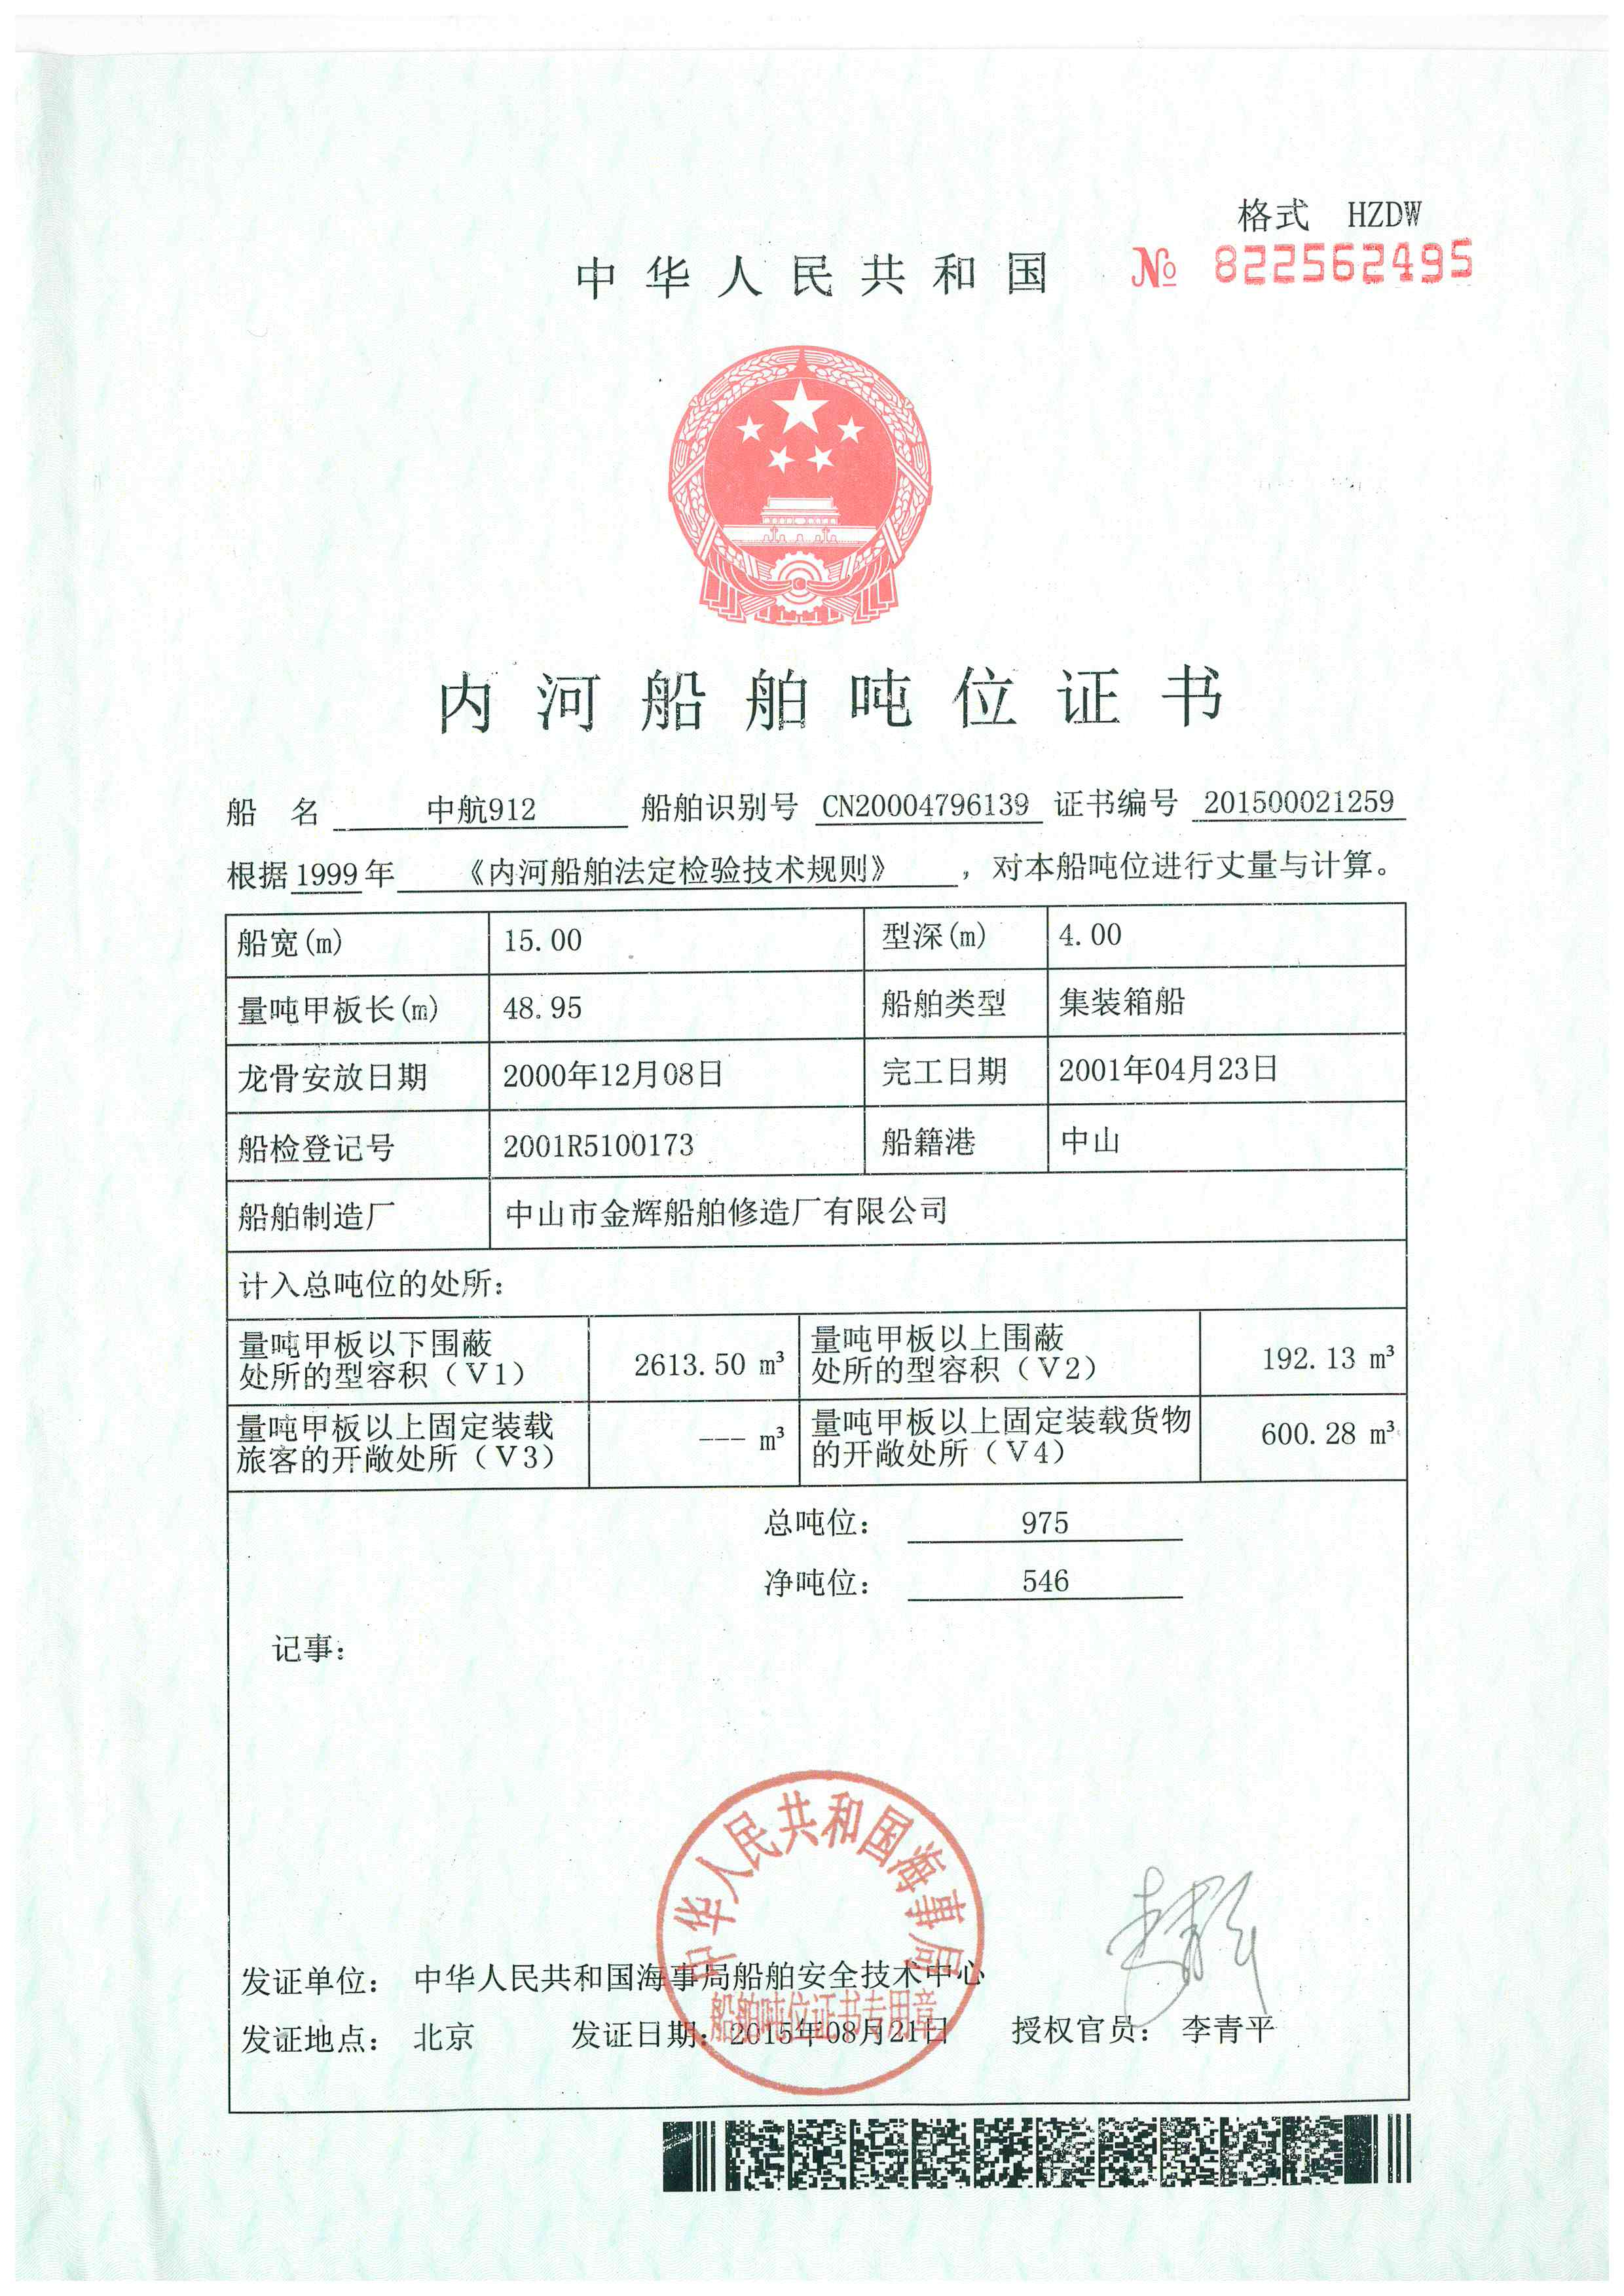 格式 HZDW
中华人民共和国
№ 822562495
内河船舶吨位证书
船 名 中航912 船舶识别号 CN20004796139 证书编号 201500021259
根据1999年 《内河船舶法定检验技术规则》 ，对本船吨位进行丈量与计算。
船宽(m) 15.00 型深(m) 4.00
量吨甲板长(m) 48.95 船舶类型 集装箱船
龙骨安放日期 2000年12月08日 完工日期 2001年04月23日
船检登记号 2001R5100173 船籍港 中山
船舶制造厂 中山市金辉船舶修造厂有限公司
计入总吨位的处所：
量吨甲板以下围蔽
处所的型容积（V1） 2613.50 m³
量吨甲板以上围蔽
处所的型容积（V2） 192.13 m³
量吨甲板以上固定装载
旅客的开敞处所（V3） --- m³
量吨甲板以上固定装载货物
的开敞处所（V4） 600.28 m³
总吨位： 975
净吨位： 546
记事：
中华人民共和国海事局
船舶吨位证书专用章
发证单位： 中华人民共和国海事局船舶安全技术中心
发证地点： 北京 发证日期：2015年08月21日 授权官员： 李青平